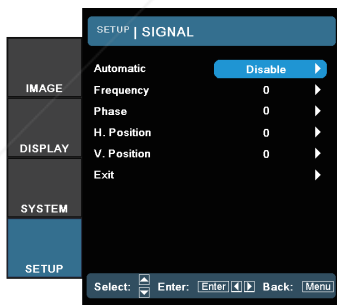 SETUP | SIGNAL
Automatic Disable
Frequency 0
Phase 0
H. Position 0
V. Position 0
Exit
IMAGE
DISPLAY
SYSTEM
SETUP
Select: Enter: Enter Back: Menu